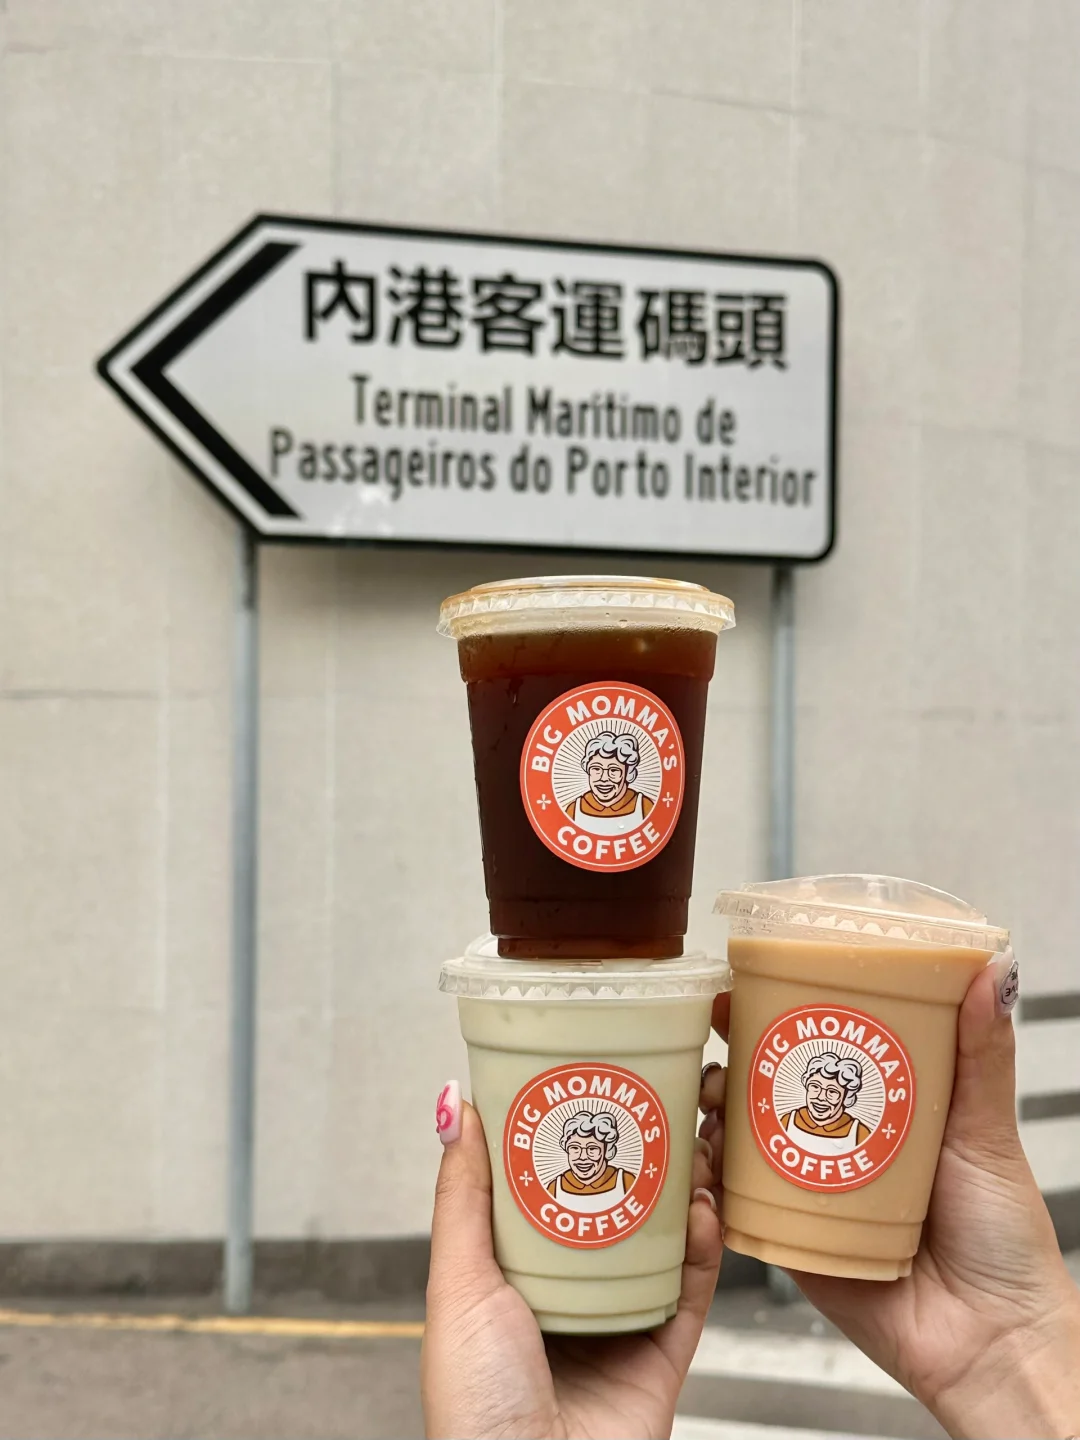 內港客運碼頭
Terminal Marítimo de
Passageiros do Porto Interior
BIG MOMMA'S
COFFEE
BIG MOMMA'S
COFFEE
BIG MOMMA'S
COFFEE